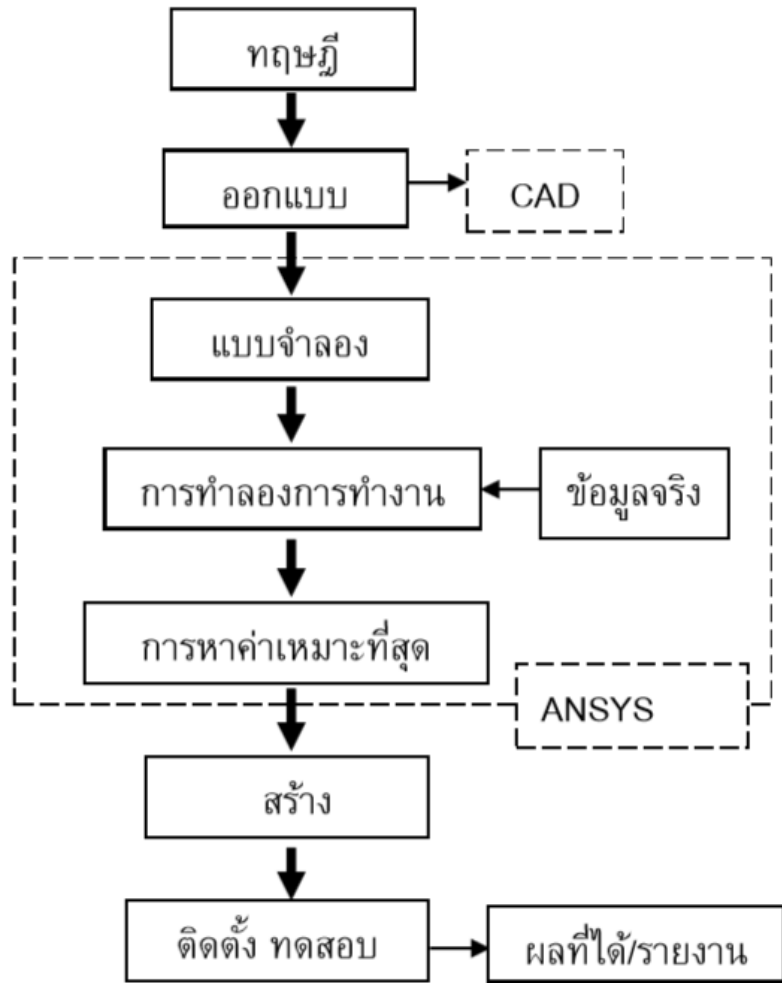 ทฤษฎี
ออกแบบ
CAD
แบบจำลอง
การทำลองการทำงาน
ข้อมูลจริง
การหาค่าเหมาะที่สุด
ANSYS
สร้าง
ติดตั้ง ทดสอบ
ผลที่ได้/รายงาน